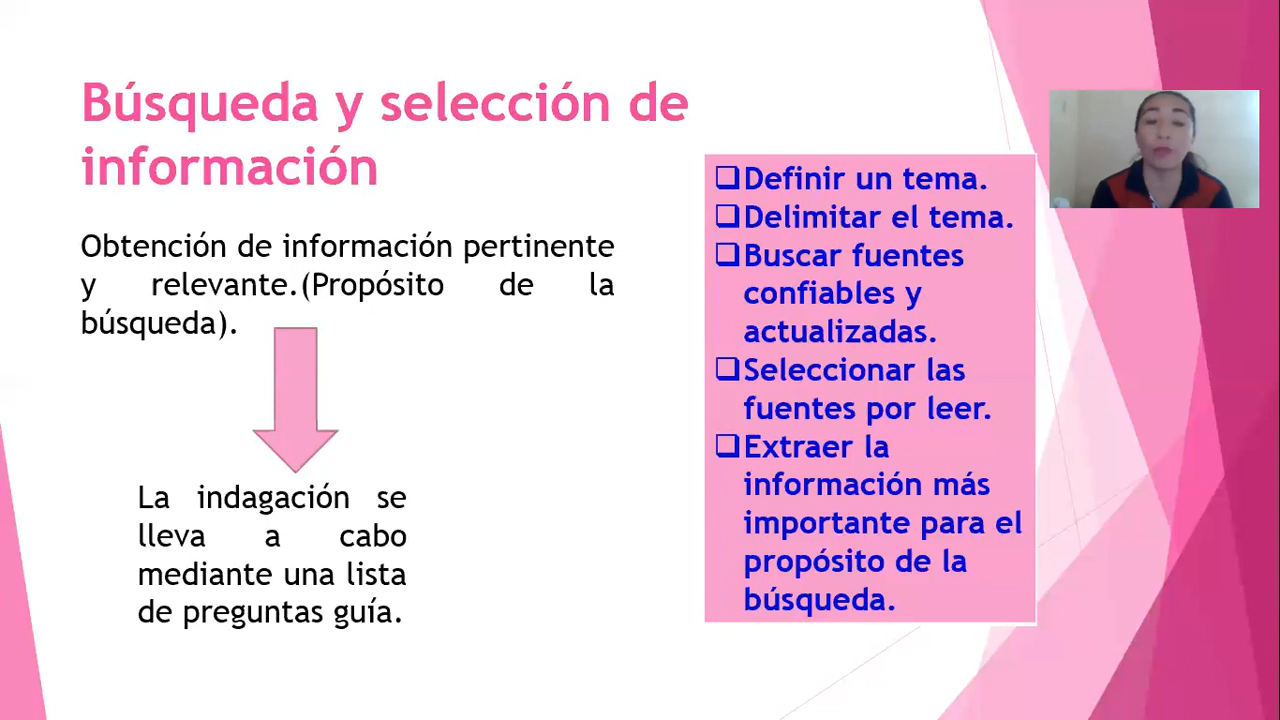 Búsqueda y selección de
información
Obtención de información pertinente
y relevante.(Propósito de la
búsqueda).
La indagación se
lleva a cabo
mediante una lista
de preguntas guía.
❑Definir un tema.
❑Delimitar el tema.
❑Buscar fuentes
confiables y
actualizadas.
❑Seleccionar las
fuentes por leer.
❑Extraer la
información más
importante para el
propósito de la
búsqueda.